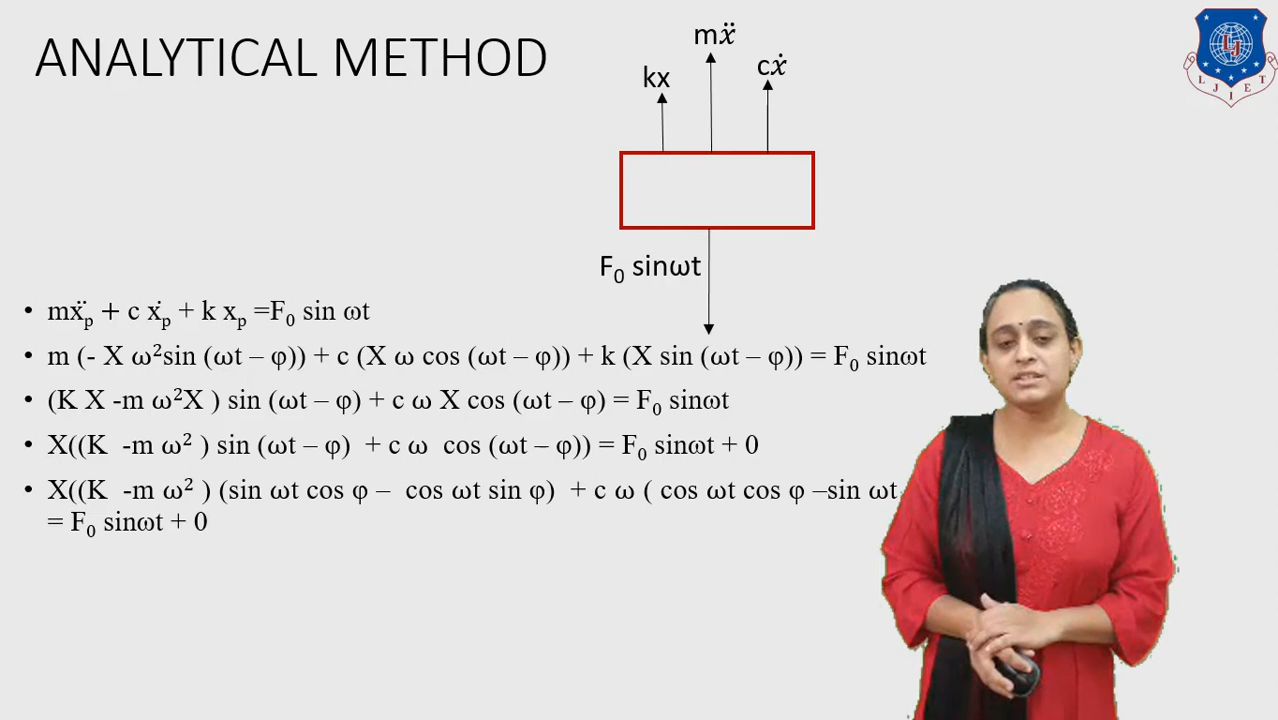 ANALYTICAL METHOD
mẍ
kx
cẋ
LJIET
F₀ sinωt
• mẍₚ + c ẋₚ + k xₚ =F₀ sin ωt
• m (- X ω²sin (ωt – φ)) + c (X ω cos (ωt – φ)) + k (X sin (ωt – φ)) = F₀ sinωt
• (K X -m ω²X ) sin (ωt – φ) + c ω X cos (ωt – φ) = F₀ sinωt
• X((K -m ω² ) sin (ωt – φ) + c ω cos (ωt – φ)) = F₀ sinωt + 0
• X((K -m ω² ) (sin ωt cos φ – cos ωt sin φ) + c ω ( cos ωt cos φ –sin ωt
= F₀ sinωt + 0